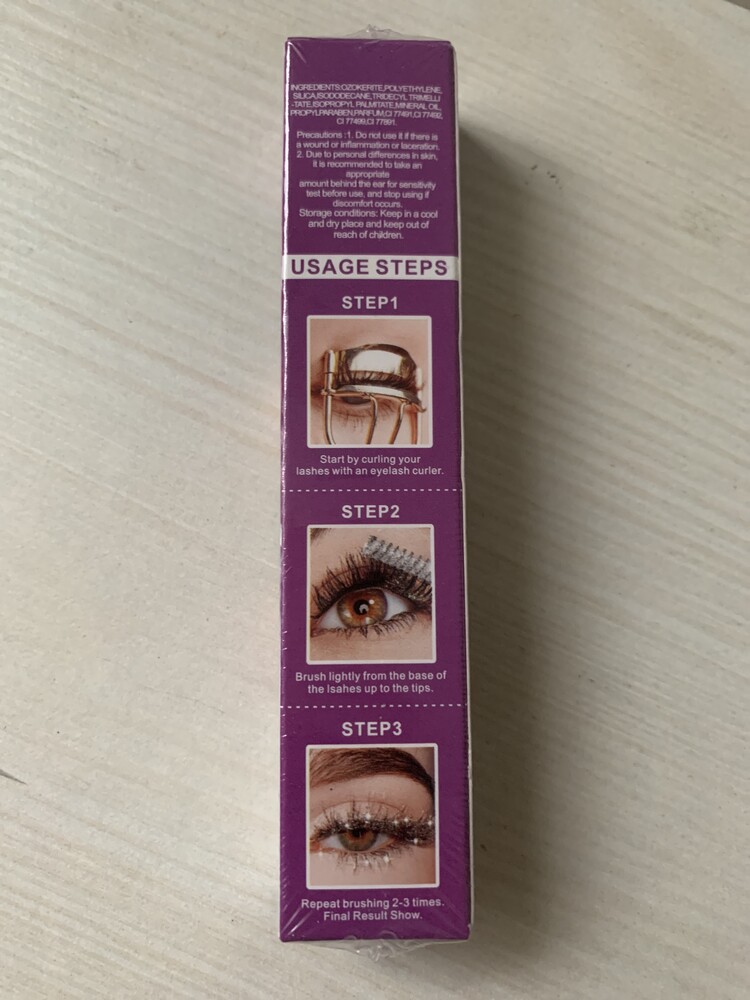 INGREDIENTS:OZOKERITE,POLYETHYLENE,
SILICA,ISODODECANE,TRIDECYL TRIMELLI
-TATE,ISOPROPYL PALMITATE,MINERAL OIL,
PROPYLPARABEN,PARFUM,CI 77491,CI 77492,
CI 77499,CI 77891.
Precautions :1. Do not use it if there is
a wound or inflammation or laceration.
2. Due to personal differences in skin,
it is recommended to take an
appropriate
amount behind the ear for sensitivity
test before use, and stop using if
discomfort occurs.
Storage conditions: Keep in a cool
and dry place and keep out of
reach of children.
USAGE STEPS
STEP1
Start by curling your
lashes with an eyelash curler.
STEP2
Brush lightly from the base of
the lsahes up to the tips.
STEP3
Repeat brushing 2-3 times.
Final Result Show.